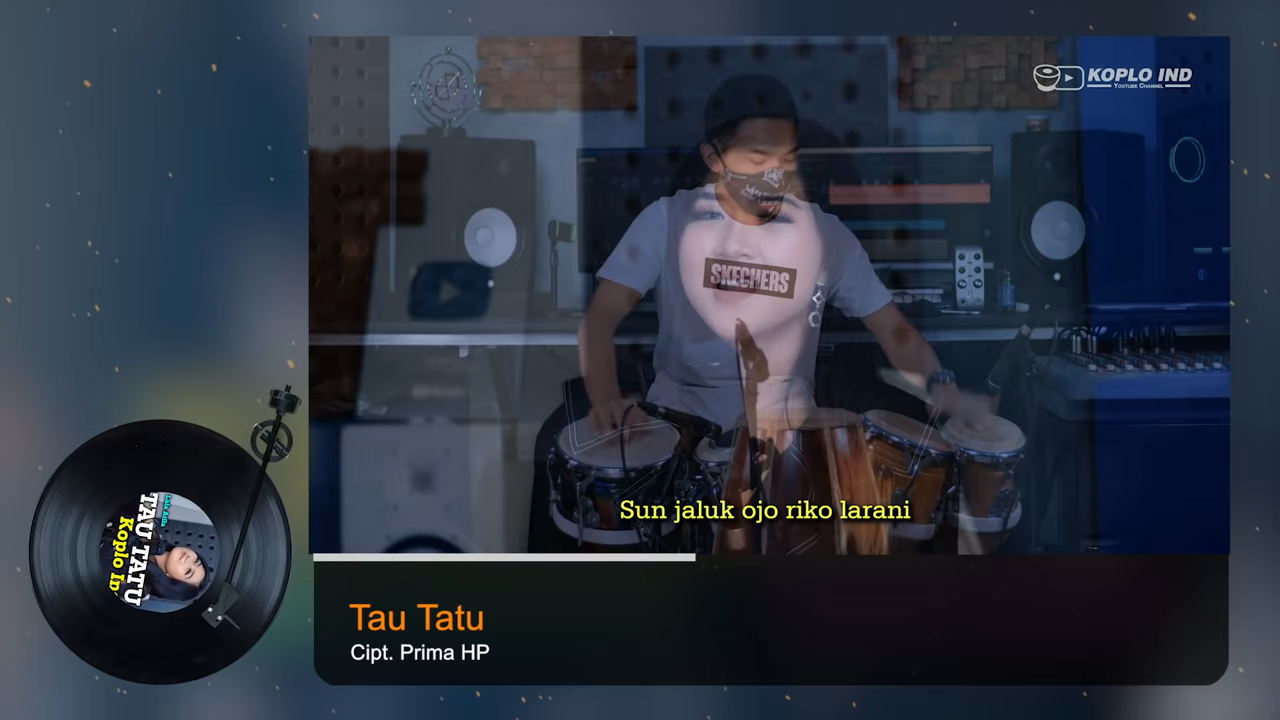 KOPLO IND
YOUTUBE CHANNEL
SKECHERS
Sun jaluk ojo riko larani
TAU TATU
Koplo In
Tau Tatu
Cipt. Prima HP